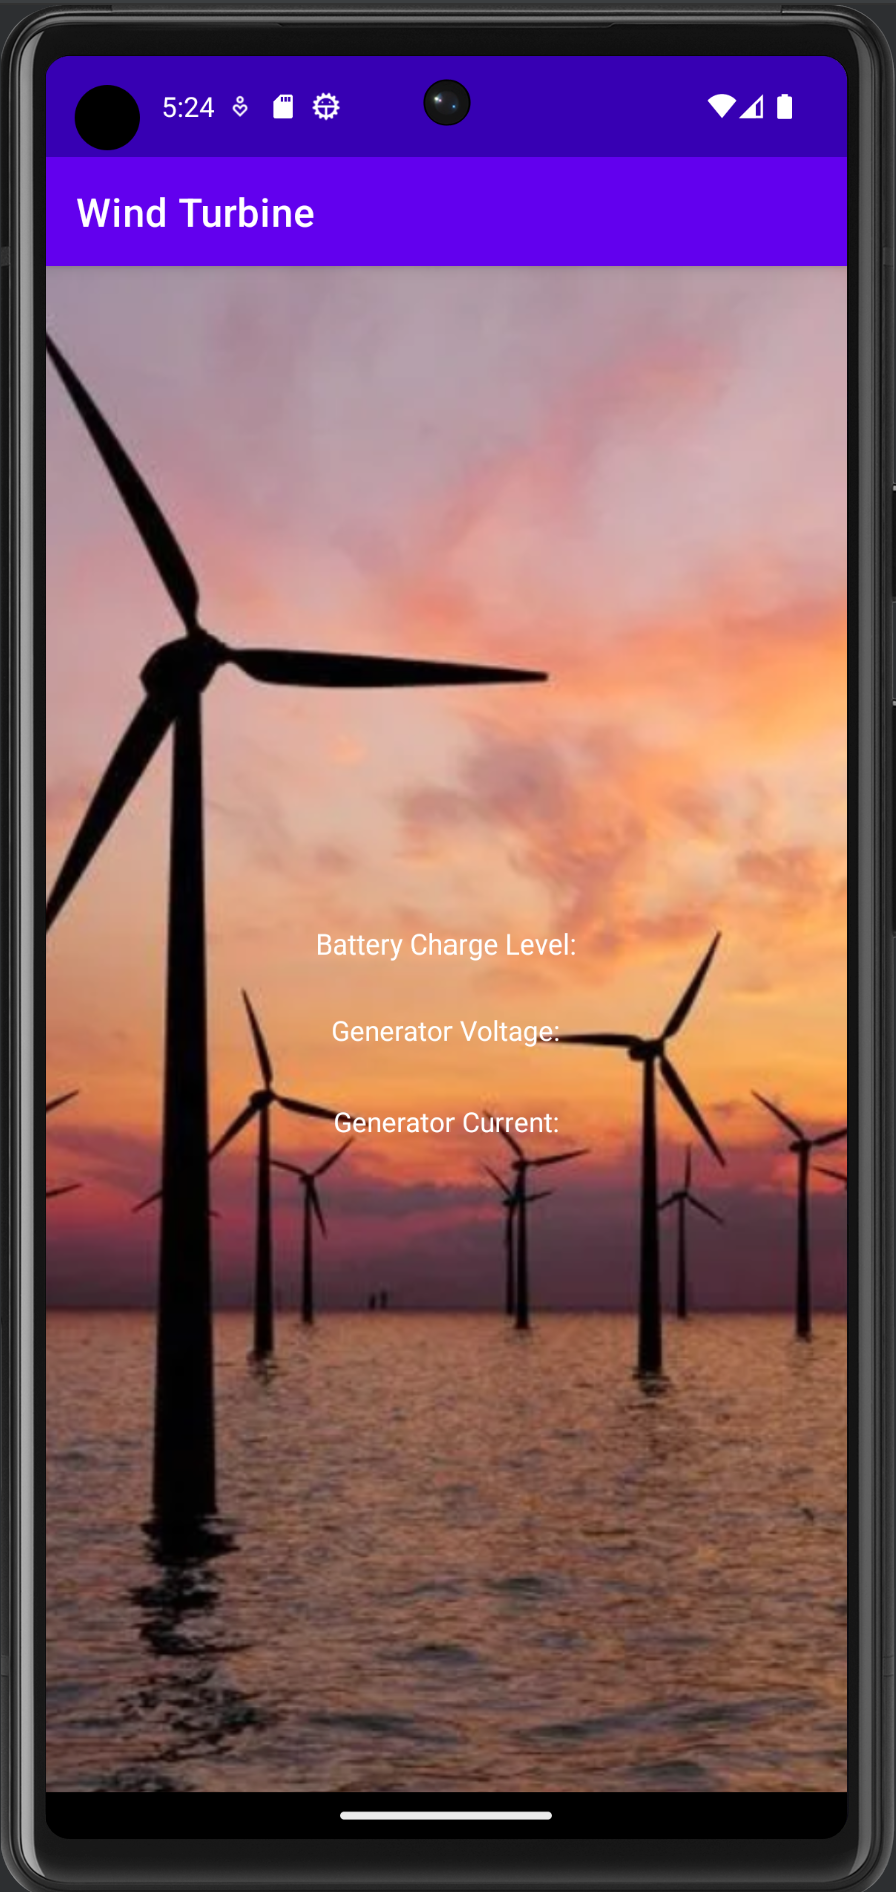 5:24
Wind Turbine
Battery Charge Level:
Generator Voltage:
Generator Current: